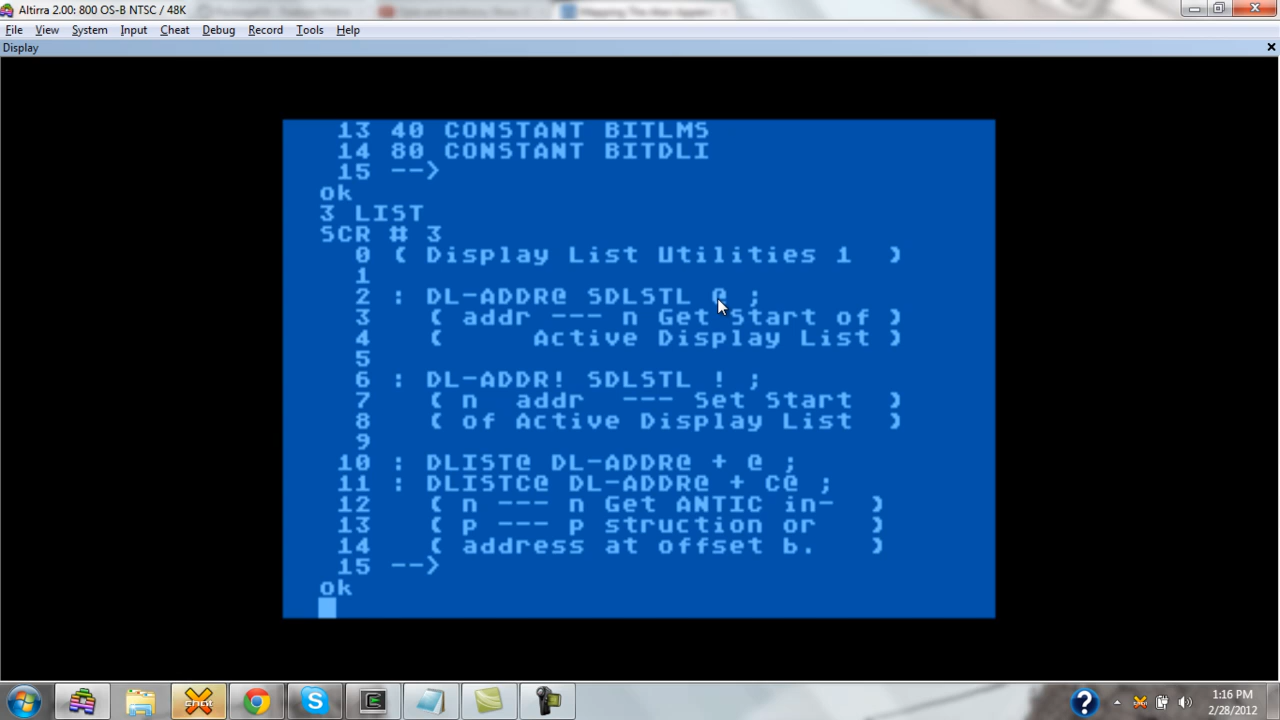 Altirra 2.00: 800 OS-B NTSC / 48K
File View System Input Cheat Debug Record Tools Help
Display
13 40 CONSTANT BITLMS
14 80 CONSTANT BITDLI
15 -->
ok
3 LIST
SCR # 3
0 ( Display List Utilities 1 )
1
2 : DL-ADDR@ SDLSTL @ ;
3 ( addr --- n Get Start of )
4 ( Active Display List )
5
6 : DL-ADDR! SDLSTL ! ;
7 ( n addr --- Set Start )
8 ( of Active Display List )
9
10 : DLIST@ DL-ADDR@ + @ ;
11 : DLISTC@ DL-ADDR@ + C@ ;
12 ( n --- n Get ANTIC in- )
13 ( p --- p struction or )
14 ( address at offset b. )
15 -->
ok
1:16 PM
2/28/2012